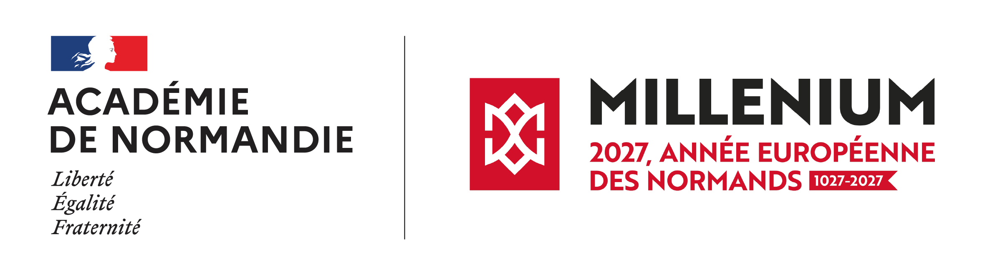 ACADÉMIE
DE NORMANDIE
Liberté
Égalité
Fraternité
MILLENIUM
2027, ANNÉE EUROPÉENNE
DES NORMANDS 1027-2027